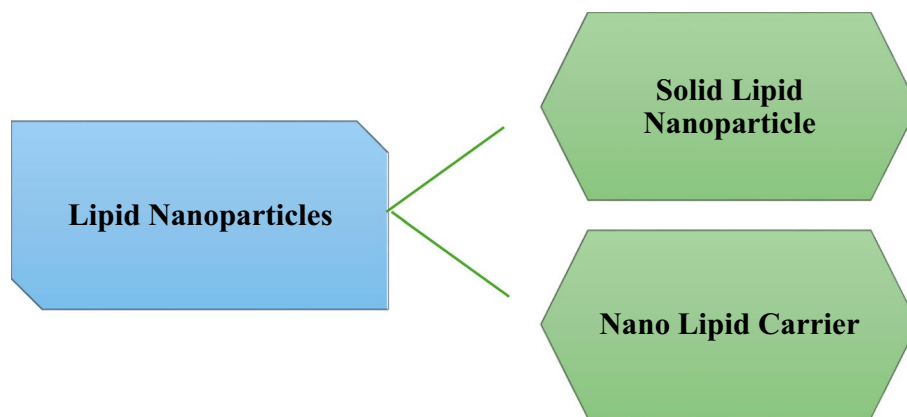 Lipid Nanoparticles
Solid Lipid
Nanoparticle
Nano Lipid Carrier